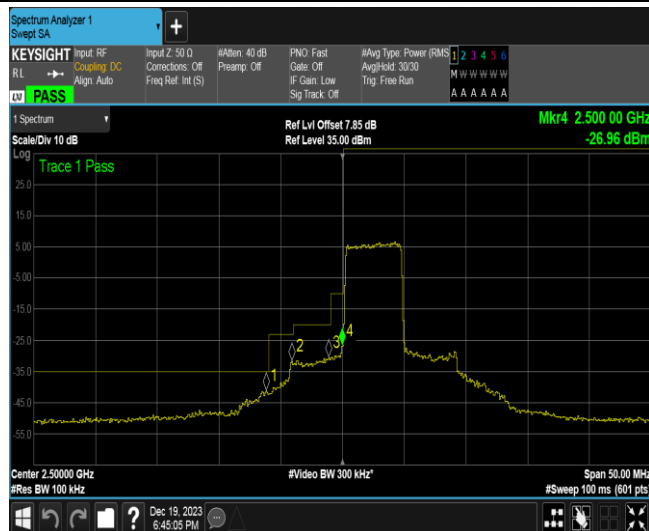 Spectrum Analyzer 1
Swept SA
+
KEYSIGHT
RL
LXI PASS
Input: RF
Coupling: DC
Align: Auto
Input Z: 50 Ω
Corrections: Off
Freq Ref: Int (S)
#Atten: 40 dB
Preamp: Off
PNO: Fast
Gate: Off
IF Gain: Low
Sig Track: Off
#Avg Type: Power (RMS
Avg|Hold: 30/30
Trig: Free Run
1 2 3 4 5 6
M W W W W W
A A A A A A
1 Spectrum
Scale/Div 10 dB
Ref Lvl Offset 7.85 dB
Ref Level 35.00 dBm
Mkr4 2.500 00 GHz
-26.96 dBm
Log
Trace 1 Pass
25.0
15.0
5.00
-5.00
-15.0
-25.0
-35.0
-45.0
-55.0
1
2
3
4
Center 2.50000 GHz
#Res BW 100 kHz
#Video BW 300 kHz*
Span 50.00 MHz
#Sweep 100 ms (601 pts)
?
Dec 19, 2023
6:45:05 PM